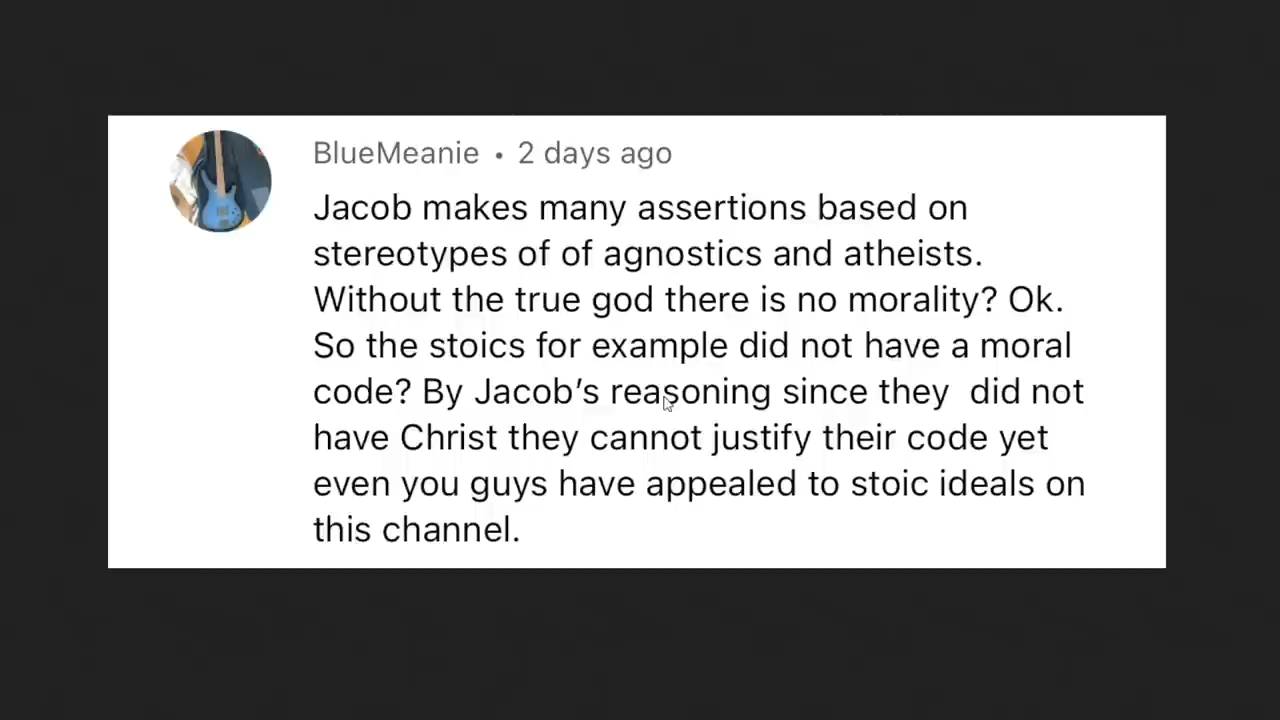 BlueMeanie • 2 days ago
Jacob makes many assertions based on
stereotypes of of agnostics and atheists.
Without the true god there is no morality? Ok.
So the stoics for example did not have a moral
code? By Jacob’s reasoning since they  did not
have Christ they cannot justify their code yet
even you guys have appealed to stoic ideals on
this channel.